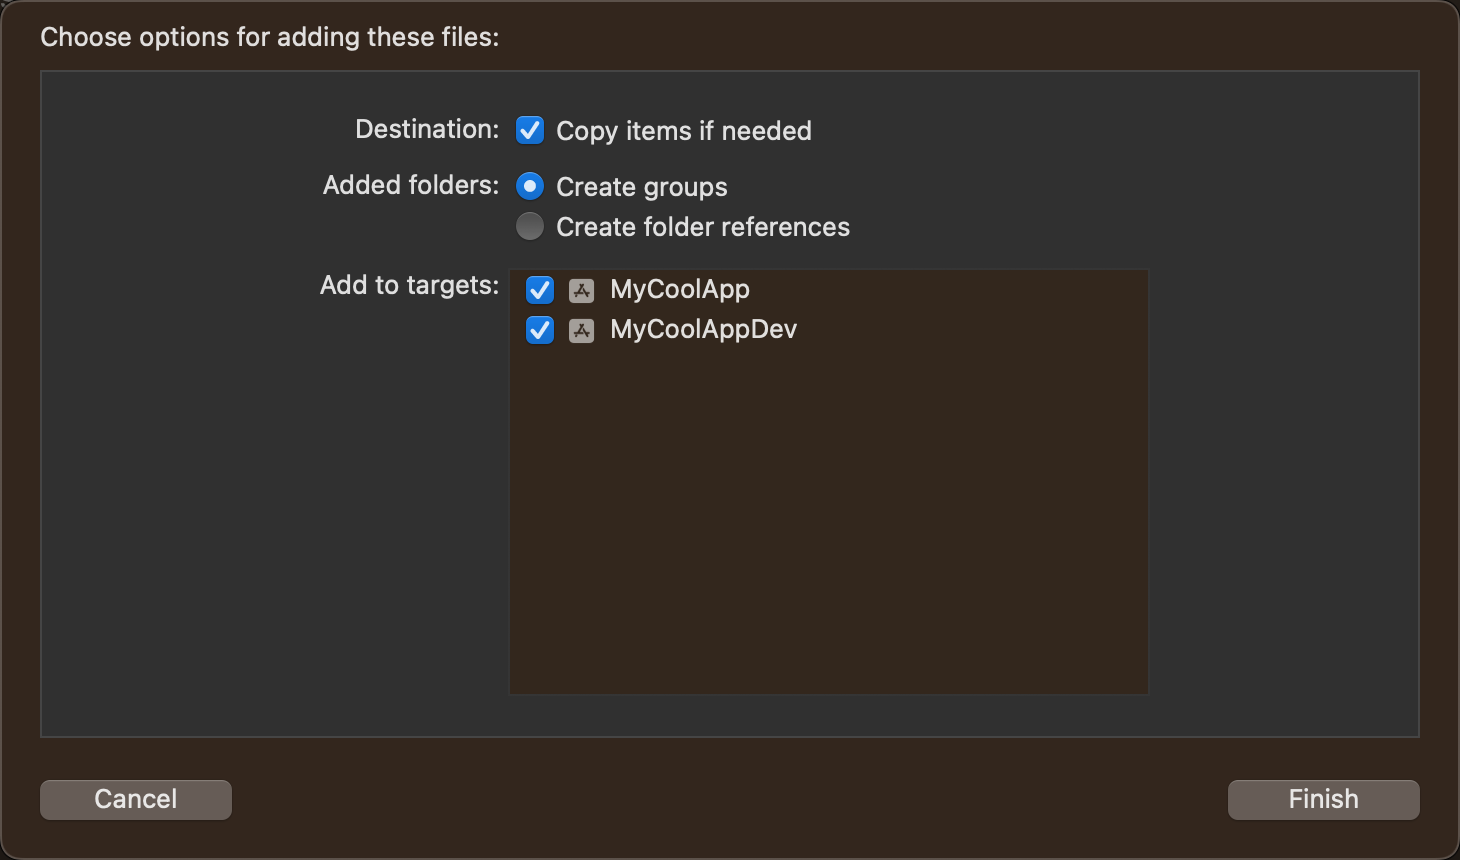 Choose options for adding these files:
Destination: Copy items if needed
Added folders: Create groups
Create folder references
Add to targets: MyCoolApp
MyCoolAppDev
Cancel Finish